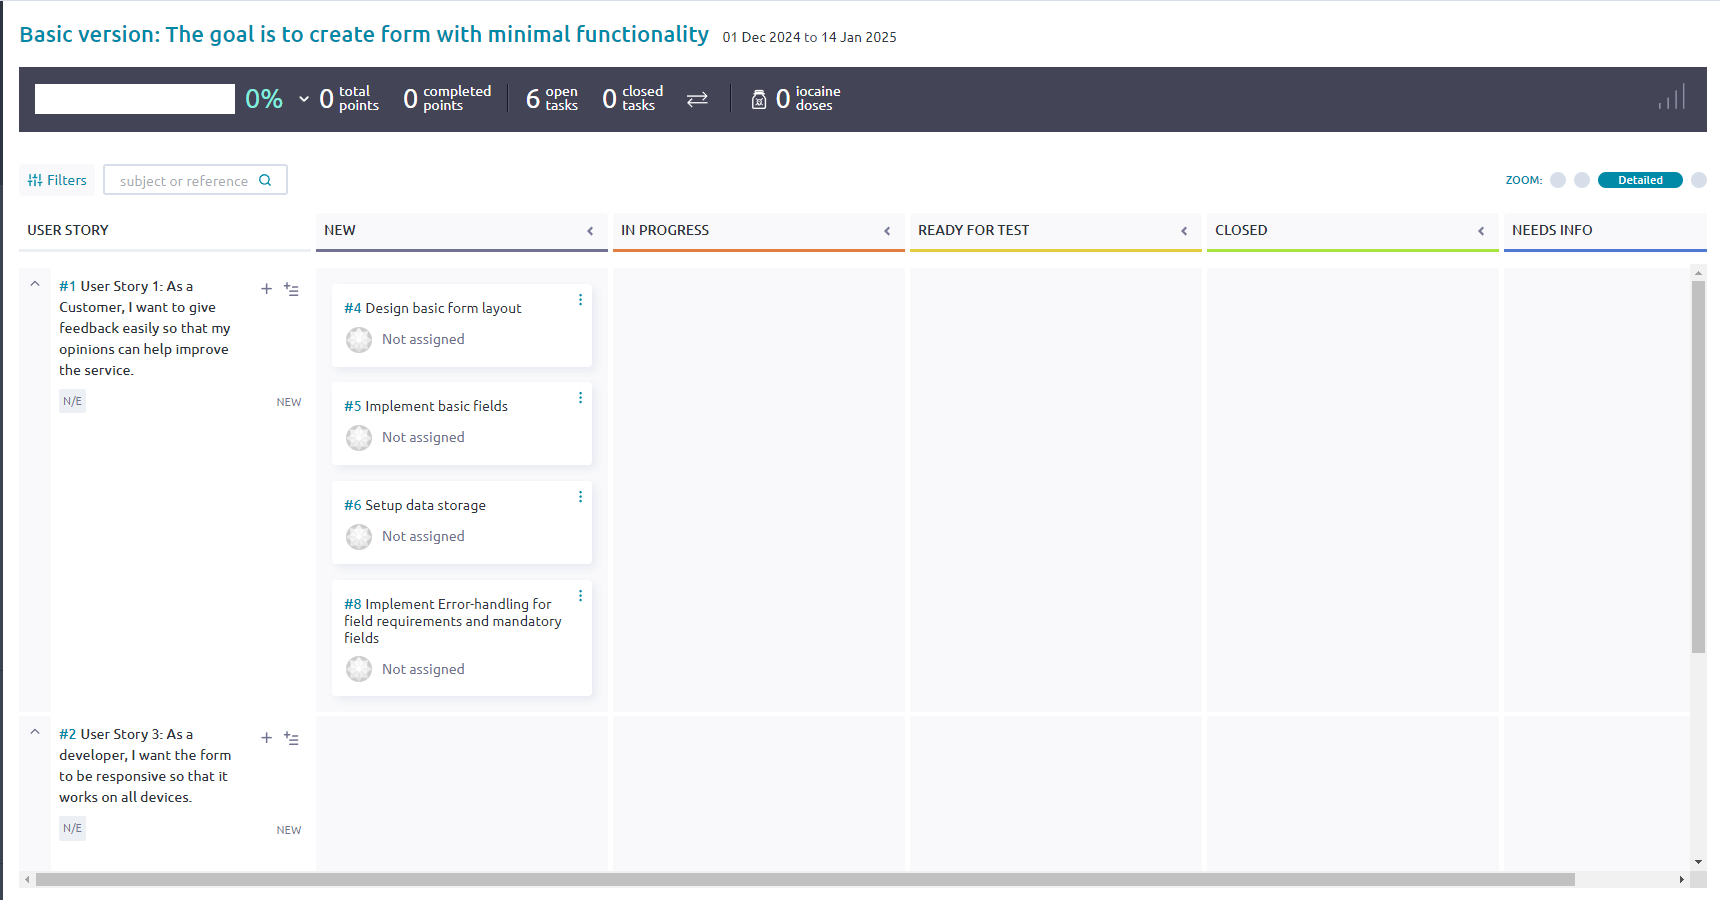 Basic version: The goal is to create form with minimal functionality 01 Dec 2024 to 14 Jan 2025
0% 0 total points 0 completed points 6 open tasks 0 closed tasks 0 iocaine doses
Filters subject or reference ZOOM: Detailed
USER STORY NEW IN PROGRESS READY FOR TEST CLOSED NEEDS INFO
#1 User Story 1: As a
Customer, I want to give
feedback easily so that my
opinions can help improve
the service.
N/E NEW
#4 Design basic form layout
Not assigned
#5 Implement basic fields
Not assigned
#6 Setup data storage
Not assigned
#8 Implement Error-handling for
field requirements and mandatory
fields
Not assigned
#2 User Story 3: As a
developer, I want the form
to be responsive so that it
works on all devices.
N/E NEW